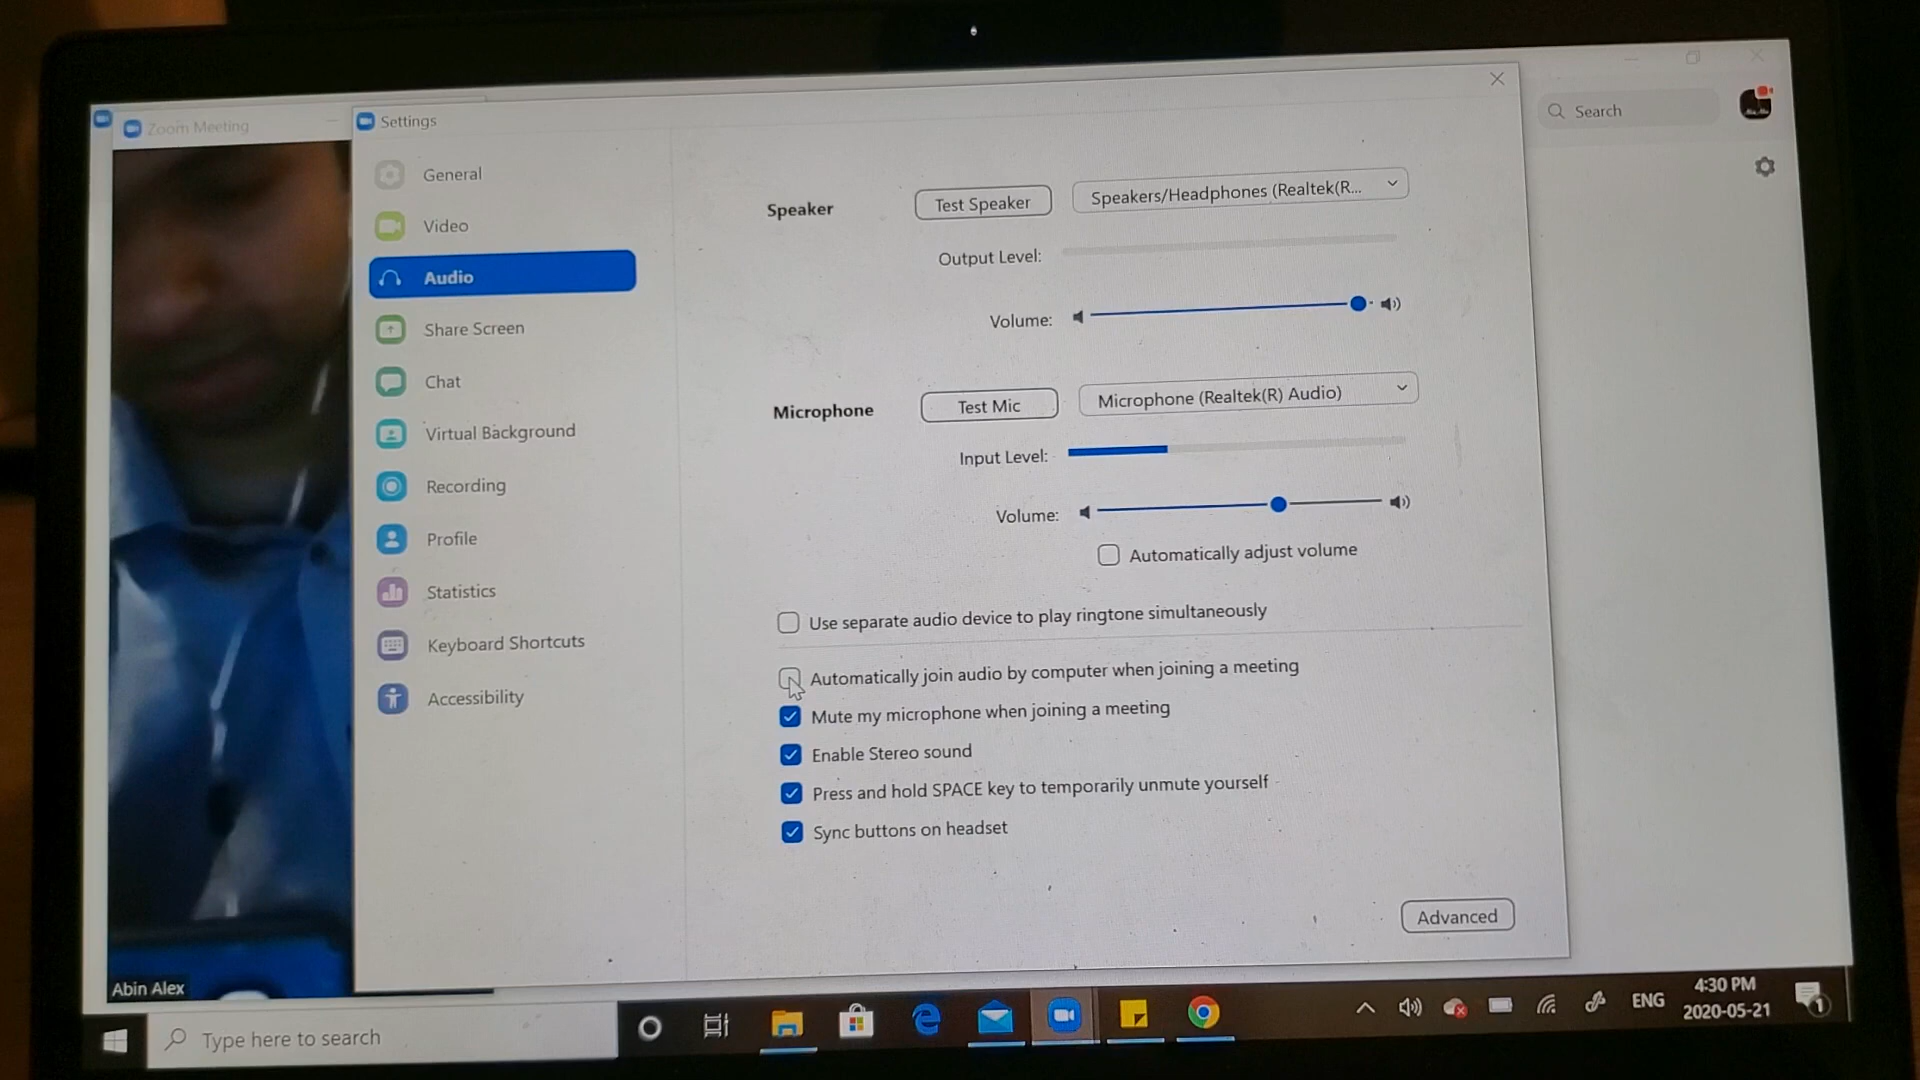 Zoom Meeting
Settings
Search
General
Video
Audio
Share Screen
Chat
Virtual Background
Recording
Profile
Statistics
Keyboard Shortcuts
Accessibility
Speaker
Test Speaker
Speakers/Headphones (Realtek(R...
Output Level:
Volume:
Microphone
Test Mic
Microphone (Realtek(R) Audio)
Input Level:
Volume:
Automatically adjust volume
Use separate audio device to play ringtone simultaneously
Automatically join audio by computer when joining a meeting
Mute my microphone when joining a meeting
Enable Stereo sound
Press and hold SPACE key to temporarily unmute yourself
Sync buttons on headset
Advanced
Abin Alex
Type here to search
ENG
4:30 PM
2020-05-21
1